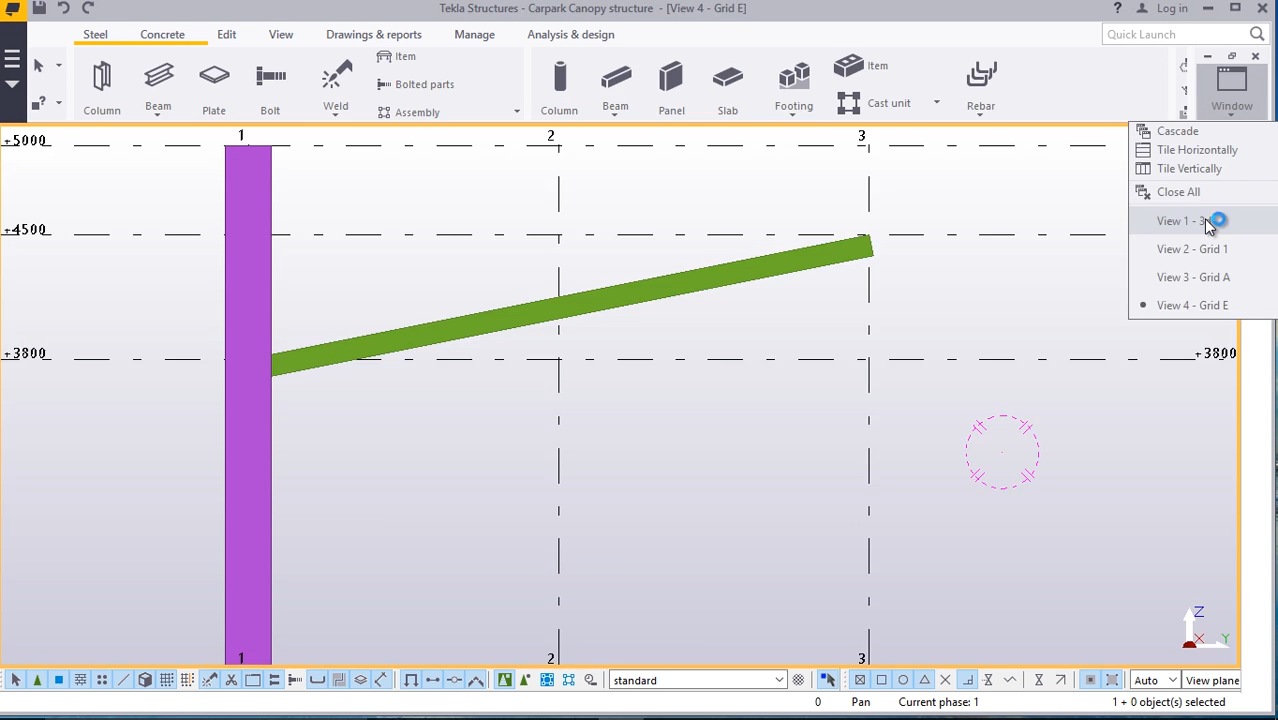 Tekla Structures - Carpark Canopy structure - [View 4 - Grid E]
? Log in
Steel Concrete Edit View Drawings & reports Manage Analysis & design
Quick Launch
Column Beam Plate Bolt Weld
Item
Bolted parts
Assembly
Column Beam Panel Slab Footing
Item
Cast unit
Rebar
Window
Cascade
Tile Horizontally
Tile Vertically
Close All
View 1 - 3
View 2 - Grid 1
View 3 - Grid A
View 4 - Grid E
1 2 3
+5000
+4500
+3800 +3800
Z
X Y
1 2 3
standard
Auto View plane
0 Pan Current phase: 1 1 + 0 object(s) selected